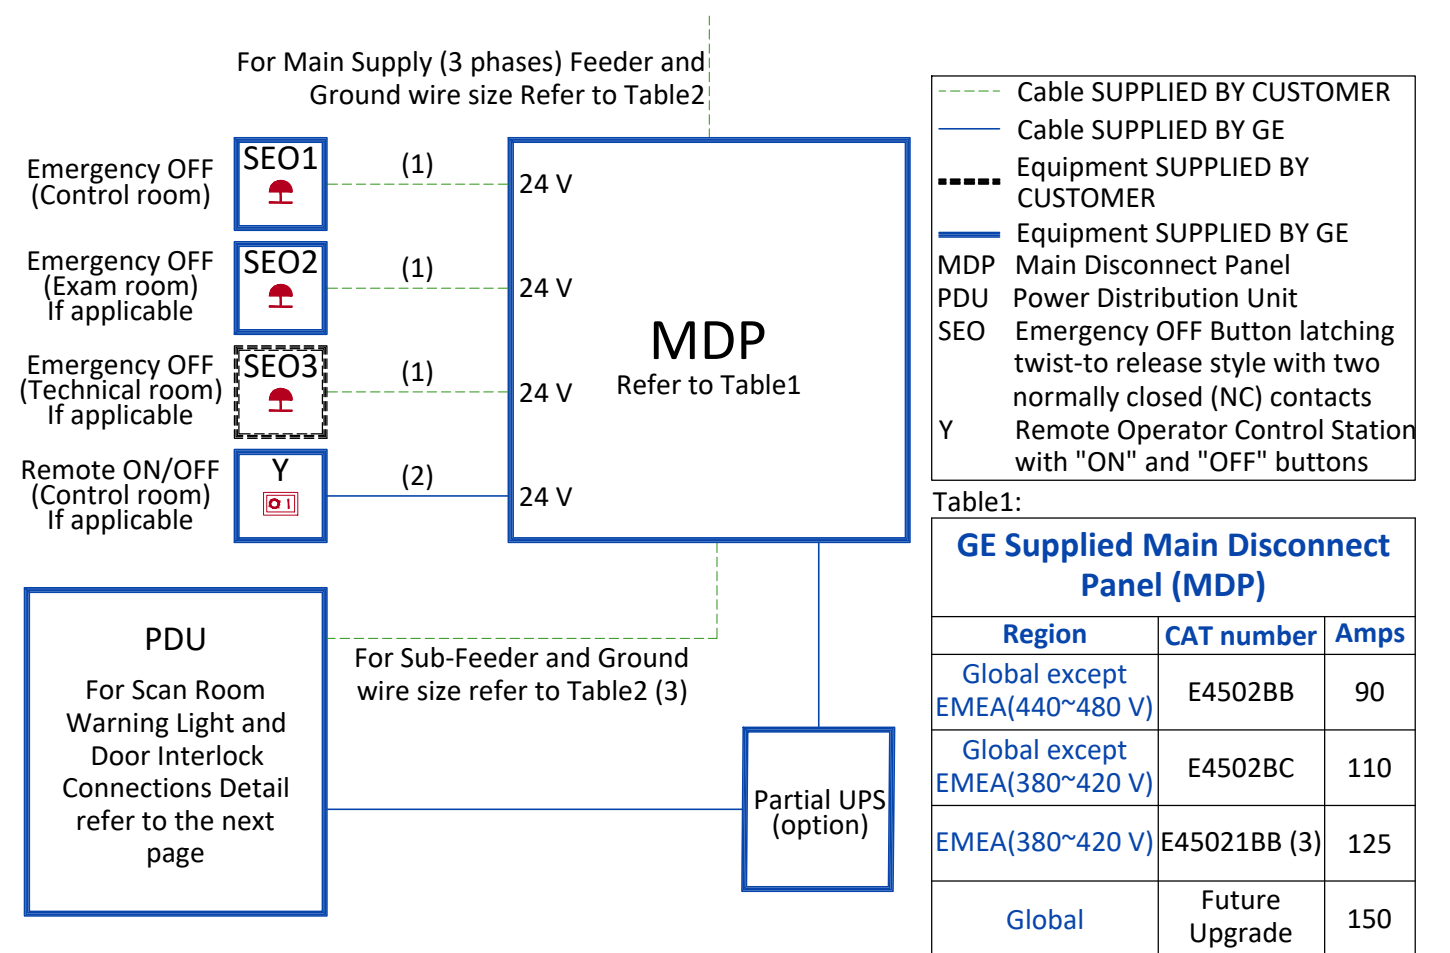 For Main Supply (3 phases) Feeder and
Ground wire size Refer to Table2
Emergency OFF
(Control room)
SEO1
(1)
24 V
Emergency OFF
(Exam room)
If applicable
SEO2
(1)
24 V
Emergency OFF
(Technical room)
If applicable
SEO3
(1)
24 V
Remote ON/OFF
(Control room)
If applicable
Y
(2)
24 V
MDP
Refer to Table1
PDU
For Scan Room
Warning Light and
Door Interlock
Connections Detail
refer to the next
page
For Sub-Feeder and Ground
wire size refer to Table2 (3)
Partial UPS
(option)
Cable SUPPLIED BY CUSTOMER
Cable SUPPLIED BY GE
Equipment SUPPLIED BY
CUSTOMER
Equipment SUPPLIED BY GE
MDP Main Disconnect Panel
PDU Power Distribution Unit
SEO Emergency OFF Button latching
twist-to release style with two
normally closed (NC) contacts
Y Remote Operator Control Station
with "ON" and "OFF" buttons
Table1:
GE Supplied Main Disconnect
Panel (MDP)
Region CAT number Amps
Global except
EMEA(440~480 V) E4502BB 90
Global except
EMEA(380~420 V) E4502BC 110
EMEA(380~420 V) E45021BB (3) 125
Global Future
Upgrade 150